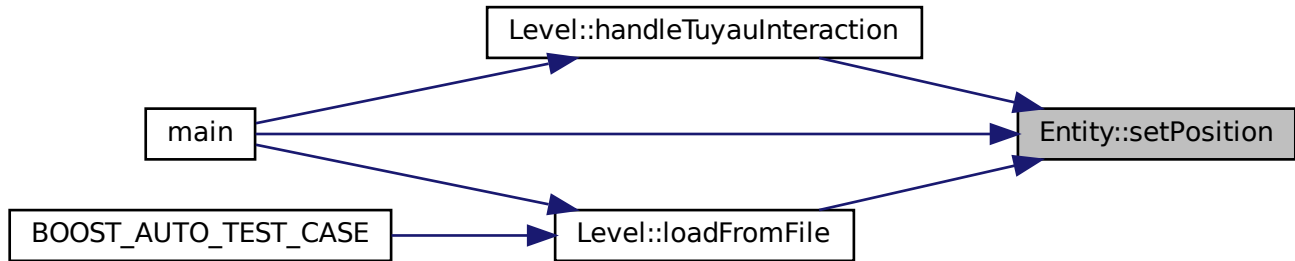 Level::handleTuyauInteraction
main
Entity::setPosition
BOOST_AUTO_TEST_CASE
Level::loadFromFile